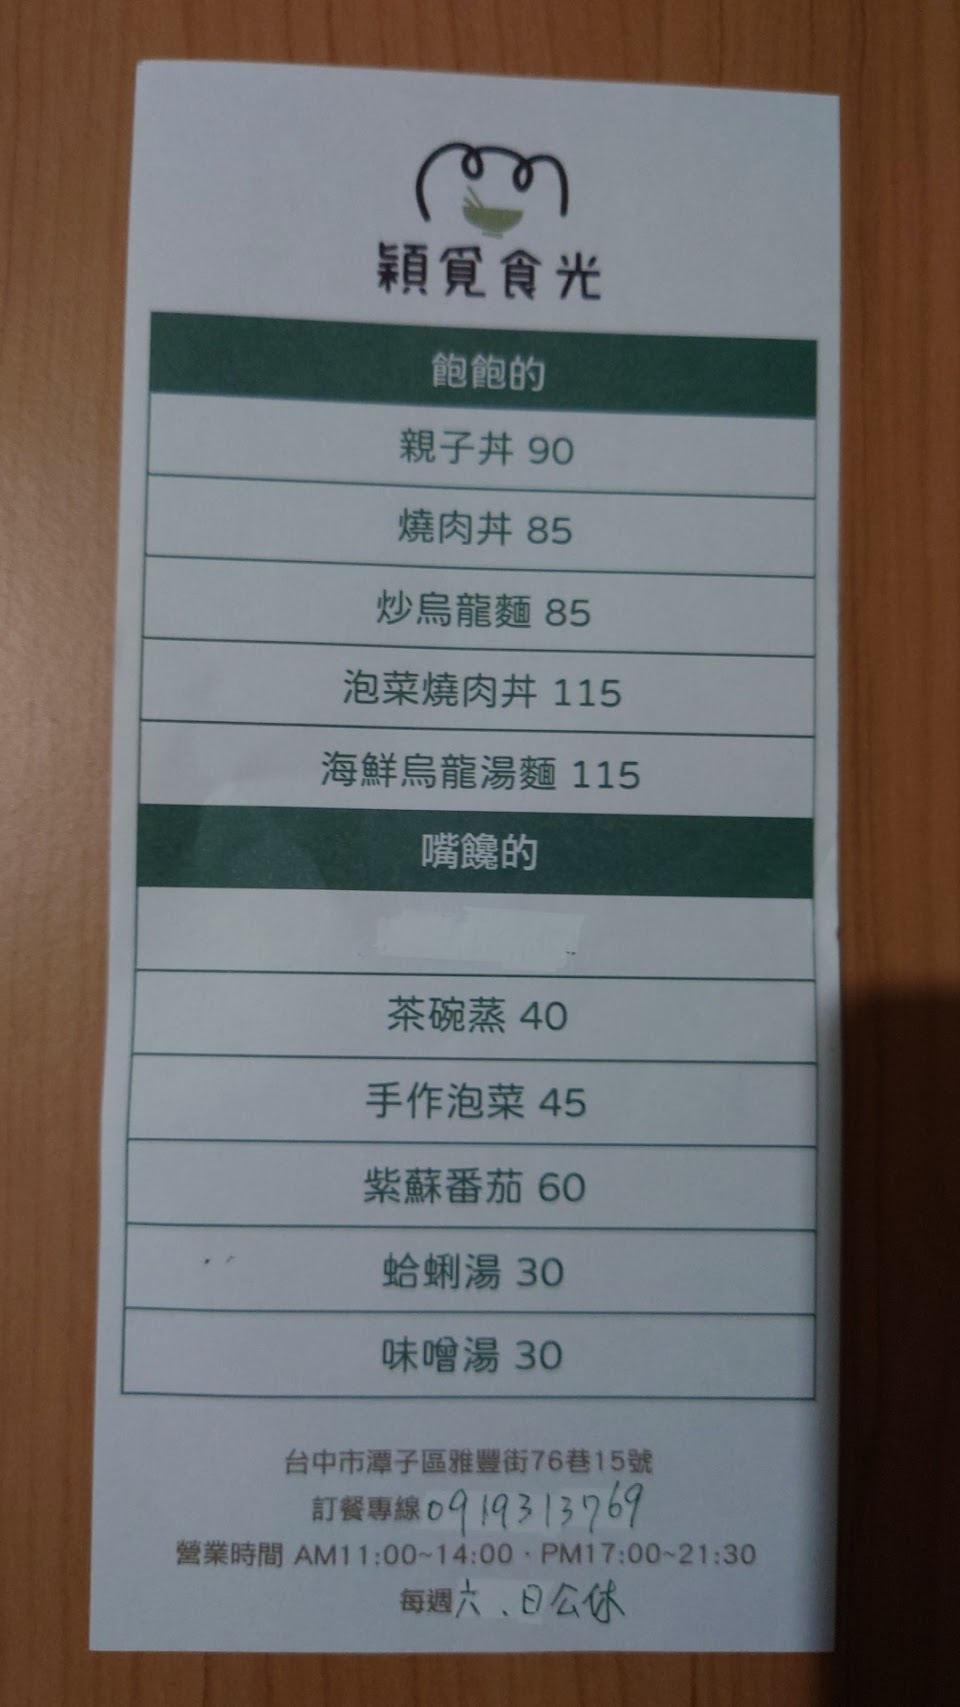 穎覓食光
飽飽的
親子丼 90
燒肉丼 85
炒烏龍麵 85
泡菜燒肉丼 115
海鮮烏龍湯麵 115
嘴饞的
茶碗蒸 40
手作泡菜 45
紫蘇番茄 60
蛤蜊湯 30
味噌湯 30
台中市潭子區雅豐街76巷15號
訂餐專線0919313769
營業時間 AM11:00~14:00．PM17:00~21:30
每週六、日公休